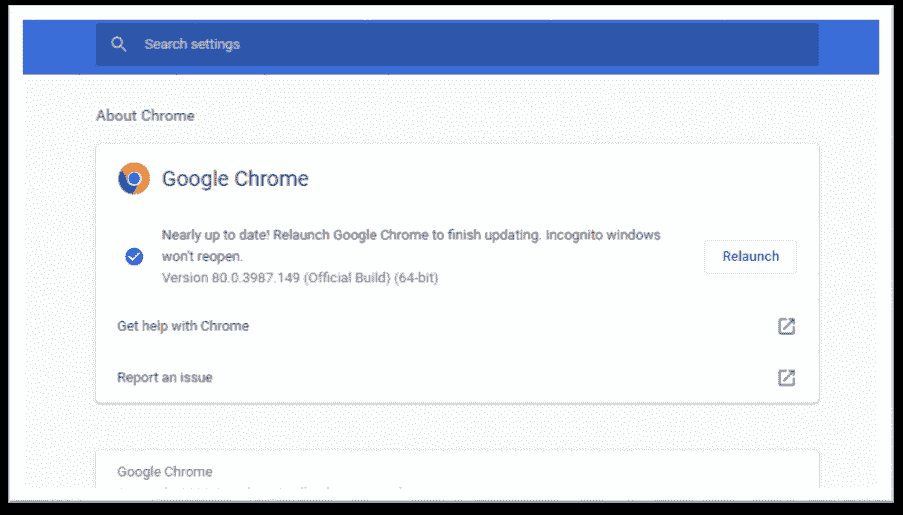 Search settings
About Chrome
Google Chrome
Nearly up to date! Relaunch Google Chrome to finish updating. Incognito windows
won't reopen.
Relaunch
Version 80.0.3987.149 (Official Build) (64-bit)
Get help with Chrome
Report an issue
Google Chrome